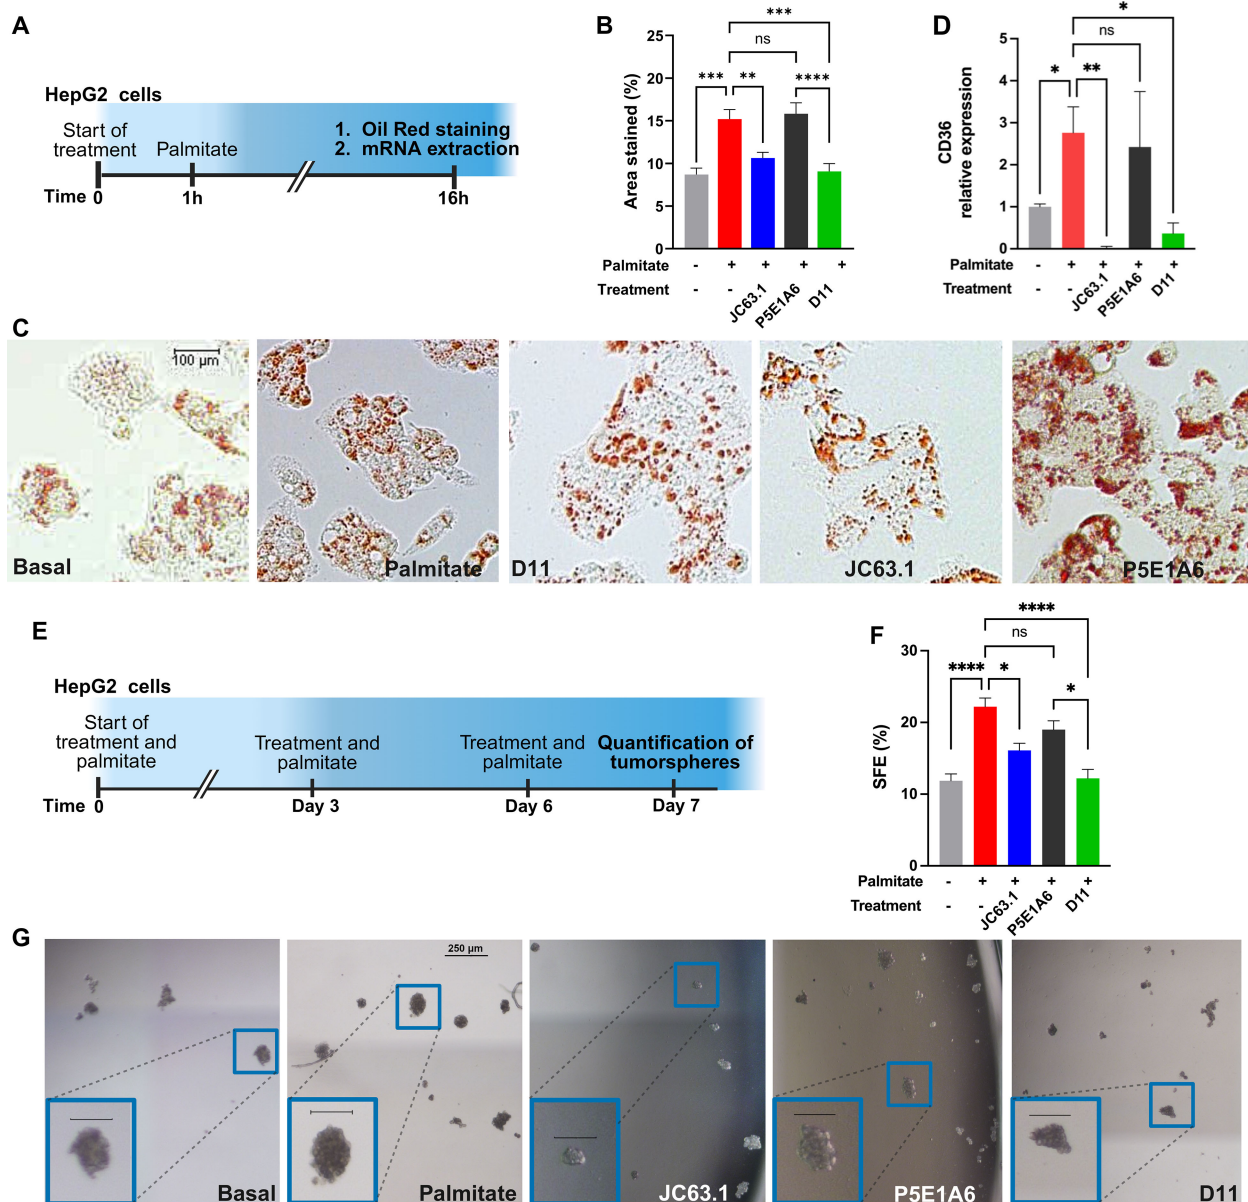 A
HepG2 cells
Start of
treatment
Palmitate
1. Oil Red staining
2. mRNA extraction
Time 0
1h
16h
B
Area stained (%)
25
20
15
10
5
0
***
ns
*** ** ****
Palmitate - + + + +
Treatment - - JC63.1 P5E1A6 D11
D
CD36
relative expression
5
4
3
2
1
0
*
ns
* **
Palmitate - + + + +
Treatment - - JC63.1 P5E1A6 D11
C
100 µm
Basal
Palmitate
D11
JC63.1
P5E1A6
E
HepG2 cells
Start of
treatment and
palmitate
Treatment and
palmitate
Treatment and
palmitate
Quantification of
tumorspheres
Time 0
Day 3
Day 6
Day 7
F
SFE (%)
30
20
10
0
****
ns
**** * *
Palmitate - + + + +
Treatment - - JC63.1 P5E1A6 D11
G
250 µm
Basal
Palmitate
JC63.1
P5E1A6
D11